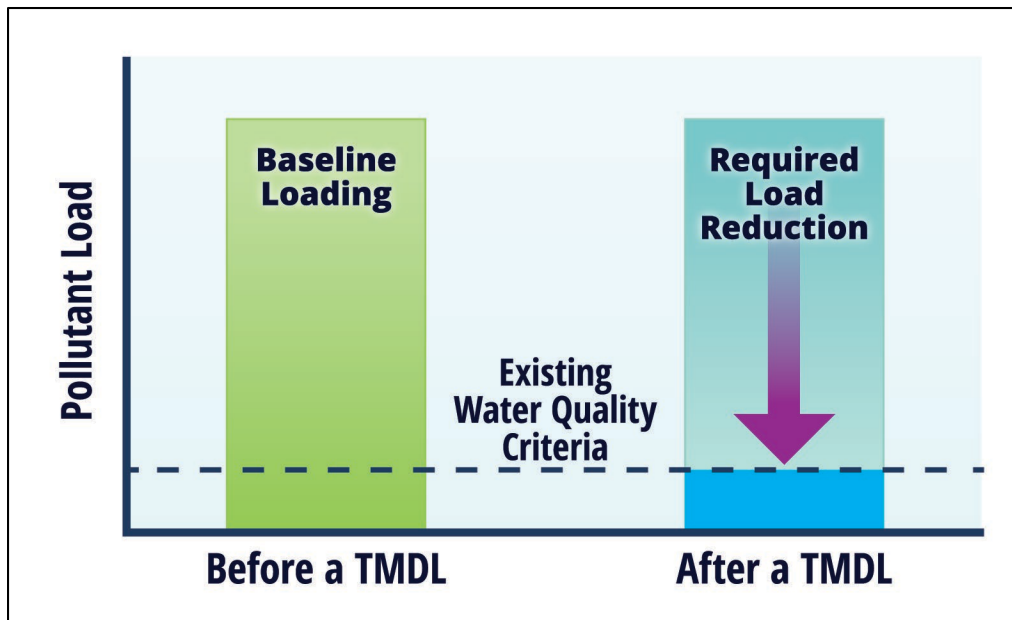 Pollutant Load
Baseline
Loading
Required
Load
Reduction
Existing
Water Quality
Criteria
Before a TMDL
After a TMDL